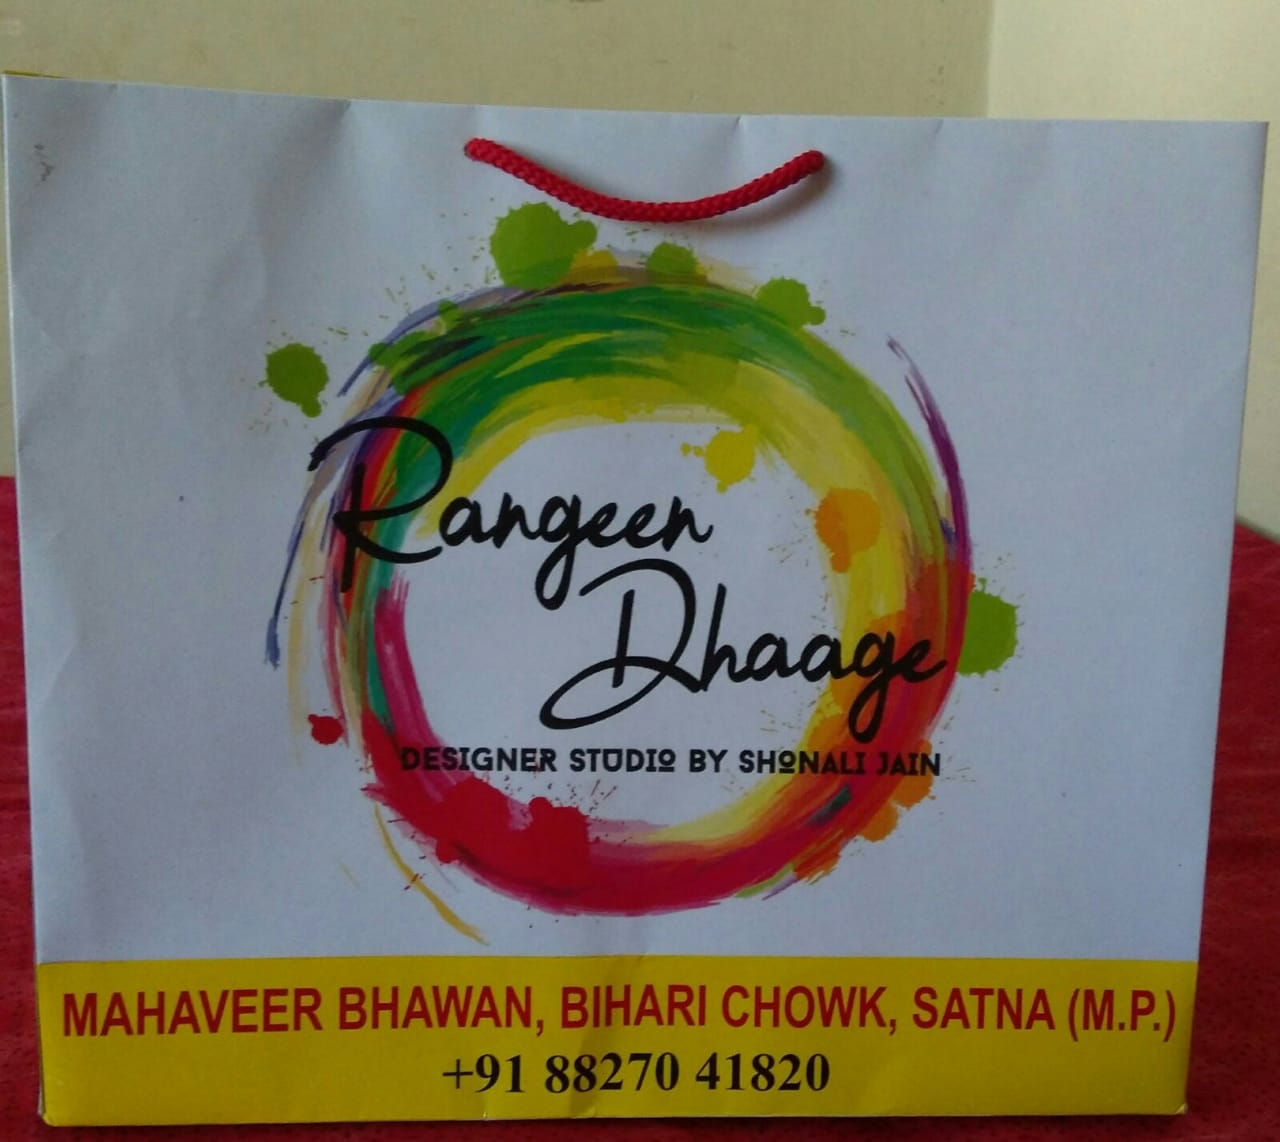 Rangeen
Dhaage
DESIGNER STUDIO BY SHONALI JAIN
MAHAVEER BHAWAN, BIHARI CHOWK, SATNA (M.P.)
+91 88270 41820